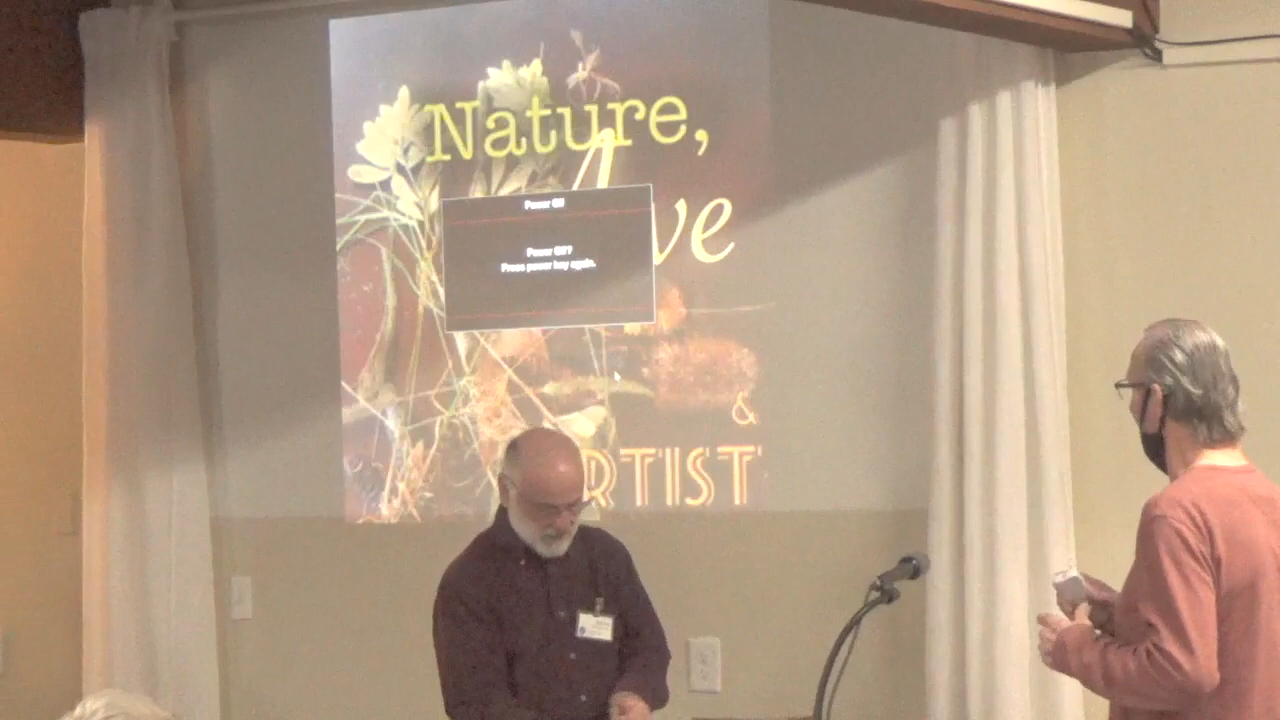 Nature,
ve
Power Off
Power Off?
Press power key again.
&
RTIST